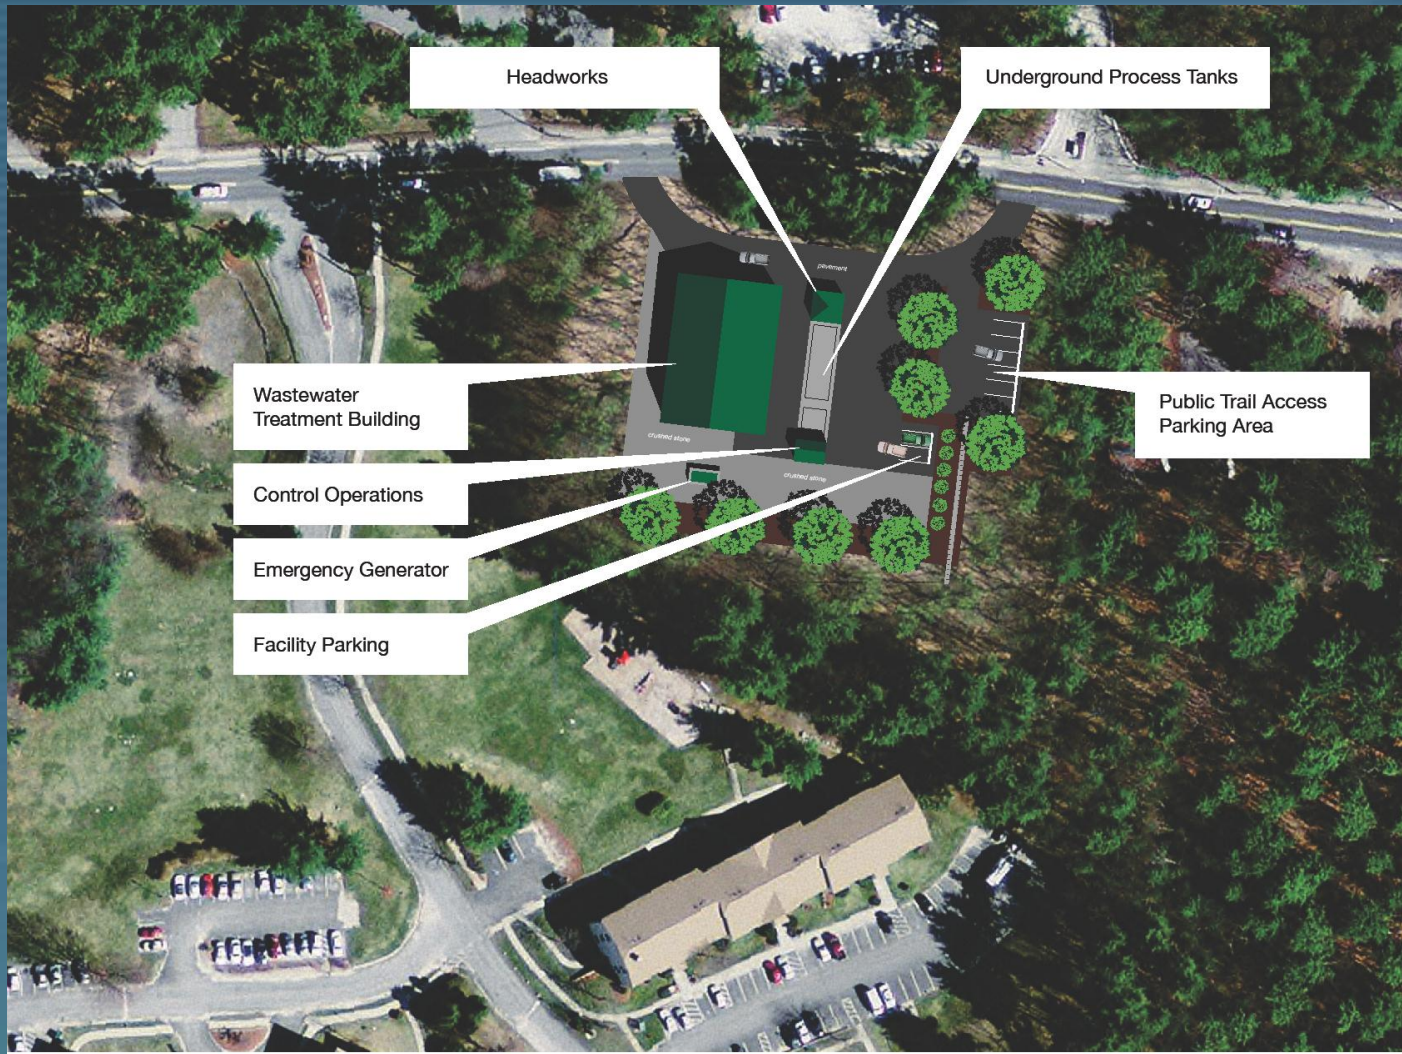 Headworks
Underground Process Tanks
pavement
Wastewater
Treatment Building
Public Trail Access
Parking Area
crushed stone
crushed stone
Control Operations
Emergency Generator
Facility Parking